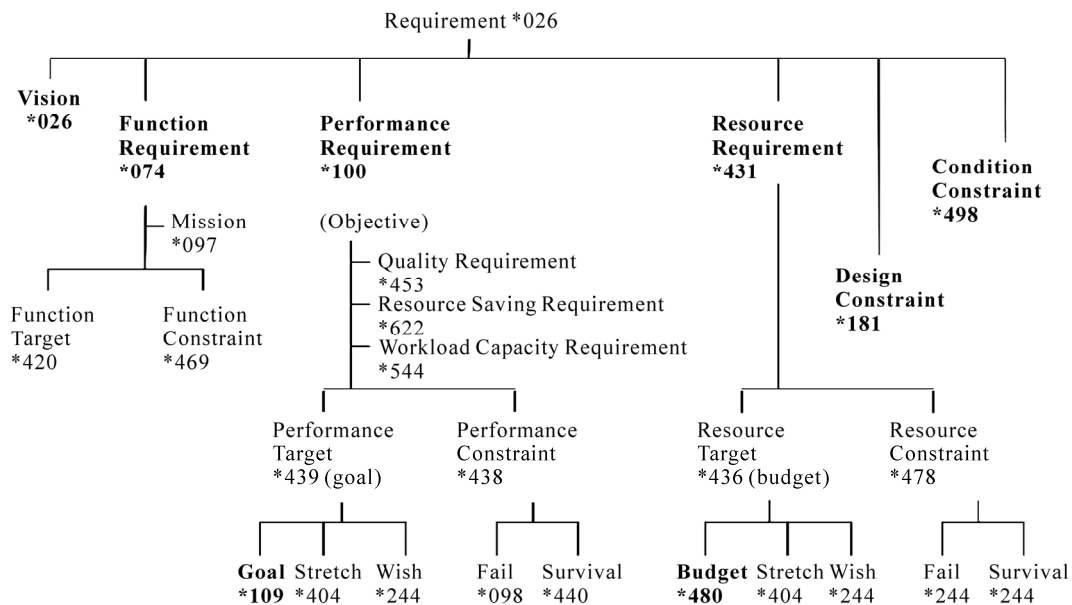 Requirement *026
Vision
*026
Function
Requirement
*074
Performance
Requirement
*100
Resource
Requirement
*431
Condition
Constraint
*498
Mission
*097
(Objective)
Quality Requirement
*453
Resource Saving Requirement
*622
Workload Capacity Requirement
*544
Design
Constraint
*181
Function
Target
*420
Function
Constraint
*469
Performance
Target
*439 (goal)
Performance
Constraint
*438
Resource
Target
*436 (budget)
Resource
Constraint
*478
Goal
*109
Stretch
*404
Wish
*244
Fail
*098
Survival
*440
Budget
*480
Stretch
*404
Wish
*244
Fail
*244
Survival
*244